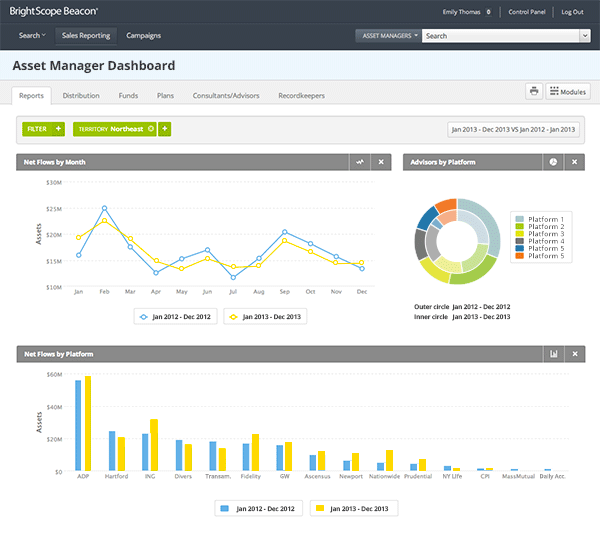 BrightScope Beacon®
Emily Thomas 0 Control Panel Log Out
Search Sales Reporting Campaigns
ASSET MANAGERS Search
Asset Manager Dashboard
Reports Distribution Funds Plans Consultants/Advisors Recordkeepers
Modules
FILTER + TERRITORY Northeast +
Jan 2013 - Dec 2013 VS Jan 2012 - Jan 2013
Net Flows by Month
Advisors by Platform
$30M
$25M
$20M
$15M
$10M
Assets
Jan Feb Mar Apr May Jun Jul Aug Sep Oct Nov Dec
Jan 2012 - Dec 2012 Jan 2013 - Dec 2013
Platform 1
Platform 2
Platform 3
Platform 4
Platform 5
Platform 5
Outer circle Jan 2012 - Dec 2012
Inner circle Jan 2013 - Dec 2013
Net Flows by Platform
$60M
$40M
$20M
$0
Assets
ADP Hartford ING Divers Transam. Fidelity GW Ascensus Newport Nationwide Prudential NY Life CPI MassMutual Daily Acc.
Jan 2012 - Dec 2012 Jan 2013 - Dec 2013